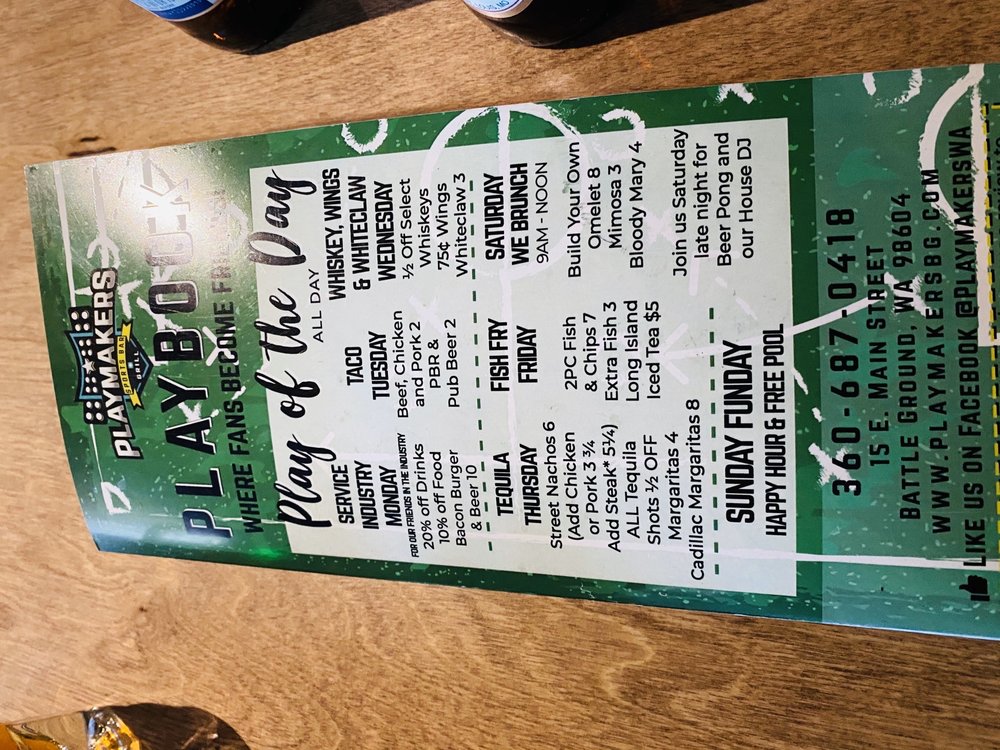 PLAYMAKERS
SPORTS BAR
GRILL
PLAYBOOK
WHERE FANS BECOME
Play of the Day
ALL DAY
SERVICE
INDUSTRY
MONDAY
FOR OUR FRIENDS IN THE INDUSTRY
20% off Drinks
10% off Food
Bacon Burger
& Beer 10
TACO
TUESDAY
Beef, Chicken
and Pork 2
PBR &
Pub Beer 2
WHISKEY, WINGS
& WHITECLAW
WEDNESDAY
½ Off Select
Whiskeys
75¢ Wings
Whiteclaw 3
TEQUILA
THURSDAY
Street Nachos 6
(Add Chicken
or Pork 3 ¾
Add Steak* 5¼)
ALL Tequila
Shots ½ OFF
Margaritas 4
Cadillac Margaritas 8
FISH FRY
FRIDAY
2PC Fish
& Chips 7
Extra Fish 3
Long Island
Iced Tea $5
SATURDAY
WE BRUNCH
9AM - NOON
Build Your Own
Omelet 8
Mimosa 3
Bloody Mary 4
Join us Saturday
late night for
Beer Pong and
our House DJ
SUNDAY FUNDAY
HAPPY HOUR & FREE POOL
360-687-0418
15 E. MAIN STREET
BATTLE GROUND, WA 98604
WWW.PLAYMAKERSBG.COM
LIKE US ON FACEBOOK @PLAYMAKERSWA